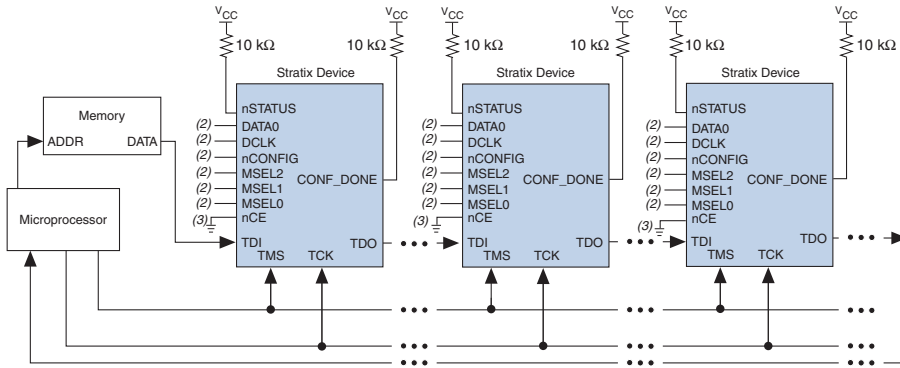 VCC VCC VCC VCC VCC VCC
10 kΩ 10 kΩ 10 kΩ 10 kΩ 10 kΩ 10 kΩ
Stratix Device Stratix Device Stratix Device
Memory
ADDR DATA
Microprocessor
nSTATUS
(2) DATA0
(2) DCLK
(2) nCONFIG
(2) MSEL2
(2) MSEL1
(2) MSEL0
(3) nCE
CONF_DONE
TDI TDO
TMS TCK
nSTATUS
(2) DATA0
(2) DCLK
(2) nCONFIG
(2) MSEL2
(2) MSEL1
(2) MSEL0
(3) nCE
CONF_DONE
TDI TDO
TMS TCK
nSTATUS
(2) DATA0
(2) DCLK
(2) nCONFIG
(2) MSEL2
(2) MSEL1
(2) MSEL0
(3) nCE
CONF_DONE
TDI TDO
TMS TCK